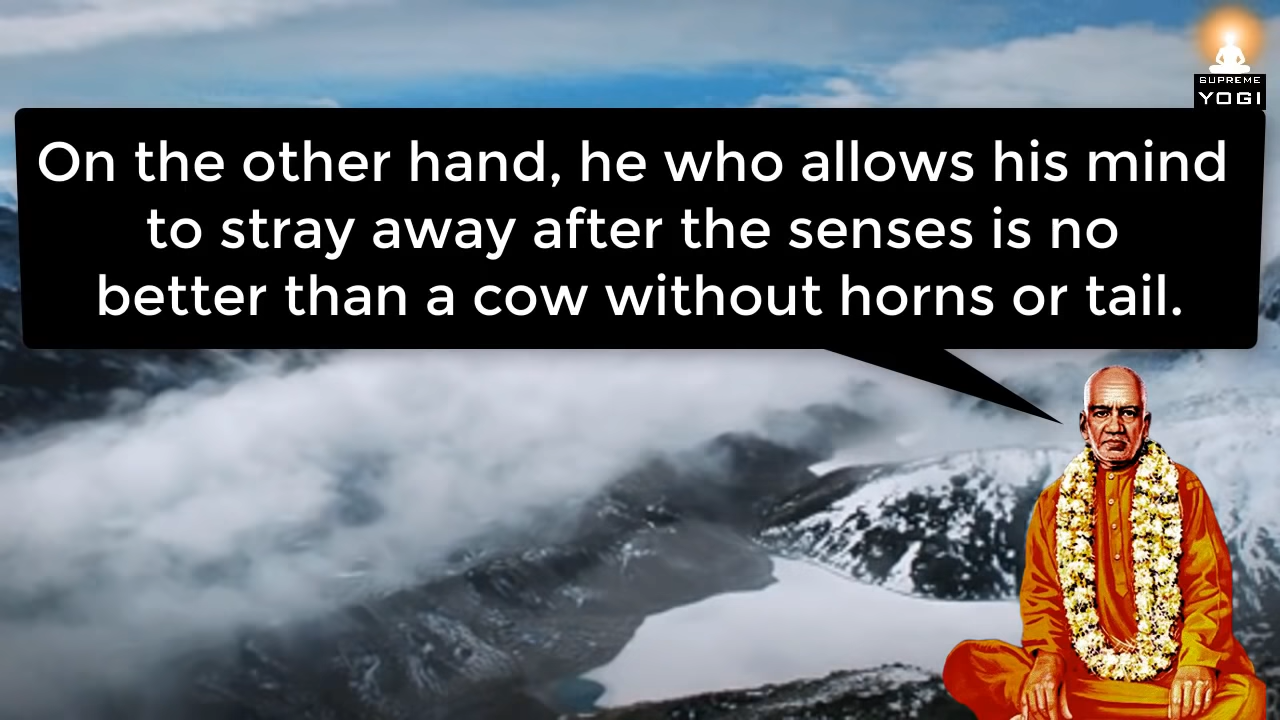 SUPREME
YOGI
On the other hand, he who allows his mind
to stray away after the senses is no
better than a cow without horns or tail.